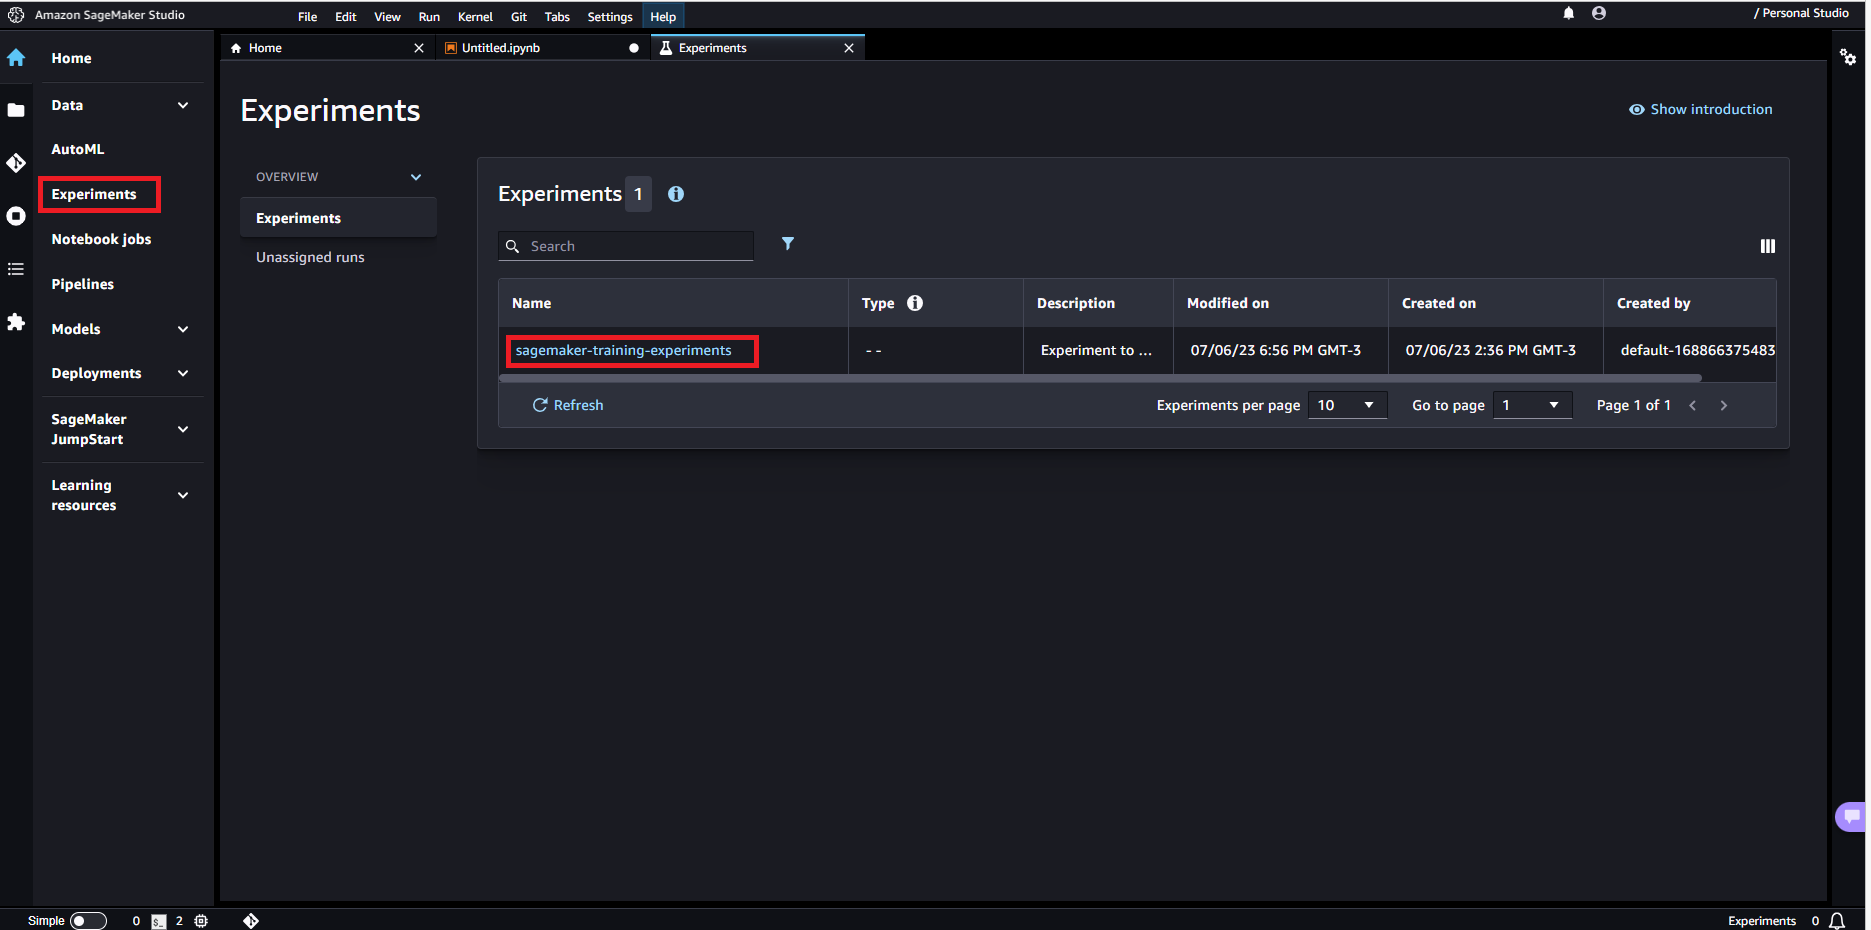 Amazon SageMaker Studio
File Edit View Run Kernel Git Tabs Settings Help
/ Personal Studio
Home
Data
AutoML
Experiments
Notebook jobs
Pipelines
Models
Deployments
SageMaker
JumpStart
Learning
resources
Home Untitled.ipynb Experiments
Experiments
Show introduction
OVERVIEW
Experiments
Unassigned runs
Experiments 1
Search
Name Type Description Modified on Created on Created by
sagemaker-training-experiments -- Experiment to ... 07/06/23 6:56 PM GMT-3 07/06/23 2:36 PM GMT-3 default-168866375483
Refresh Experiments per page 10 Go to page 1 Page 1 of 1
Simple 0 $_ 2 Experiments 0